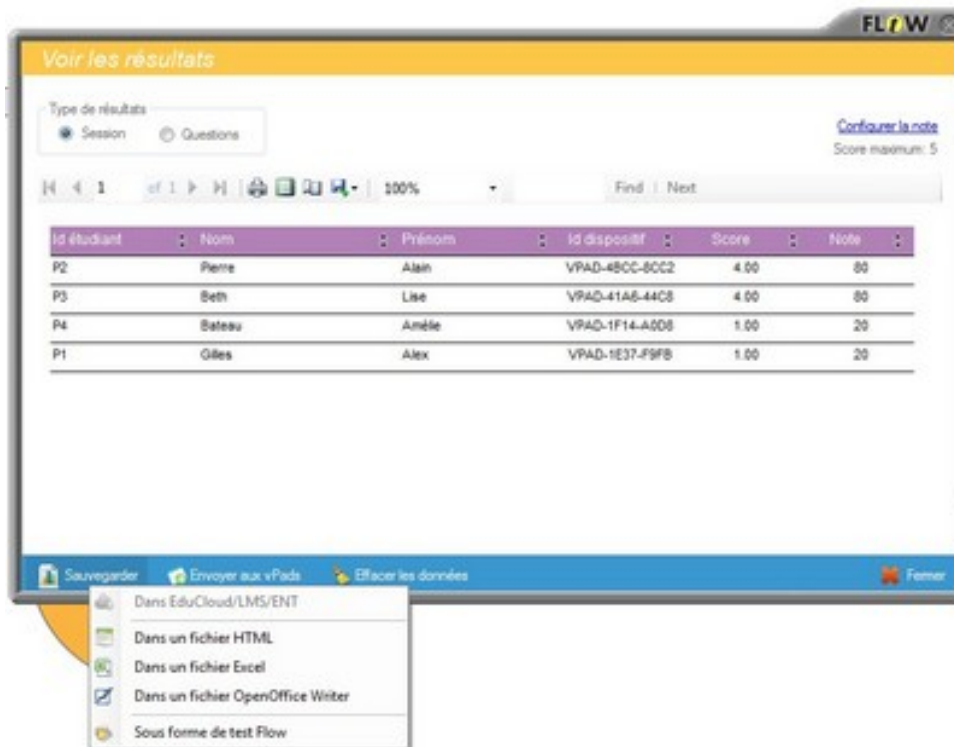 FLOW
Voir les résultats
Type de résultats
Session Questions
Configurer la note
Score maximum: 5
1 of 1 100% Find | Next
Id étudiant Nom Prénom Id dispositif Score Note
P2 Pierre Alain VPAD-4BCC-8CC2 4.00 80
P3 Beth Lise VPAD-41A6-44C8 4.00 80
P4 Bateau Amélie VPAD-1F14-A0D8 1.00 20
P1 Gilles Alex VPAD-1E37-F9FB 1.00 20
Sauvegarder Envoyer aux vPads Effacer les données Fermer
Dans EduCloud/LMS/ENT
Dans un fichier HTML
Dans un fichier Excel
Dans un fichier OpenOffice Writer
Sous forme de test Flow